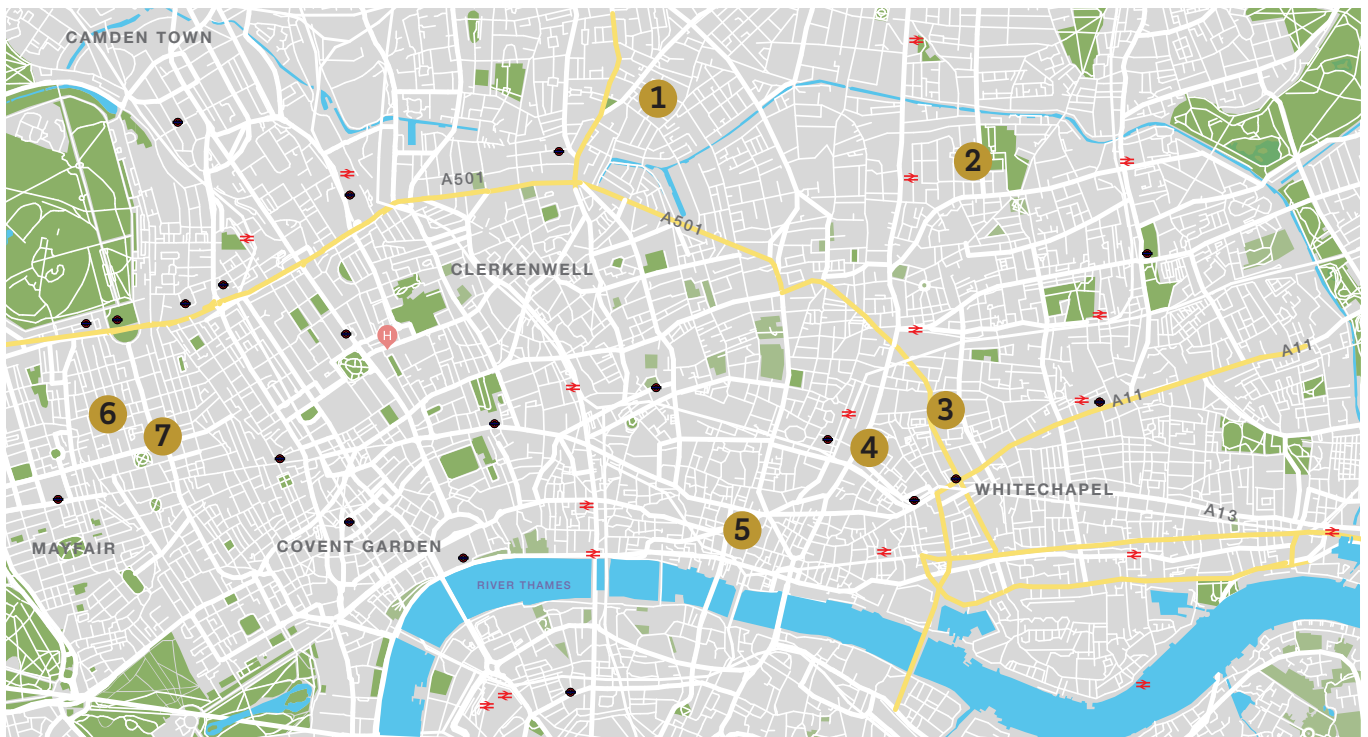 CAMDEN TOWN
1
2
A501
A501
CLERKENWELL
H
A11
A11
6
7
3
4
WHITECHAPEL
A13
5
MAYFAIR
COVENT GARDEN
RIVER THAMES